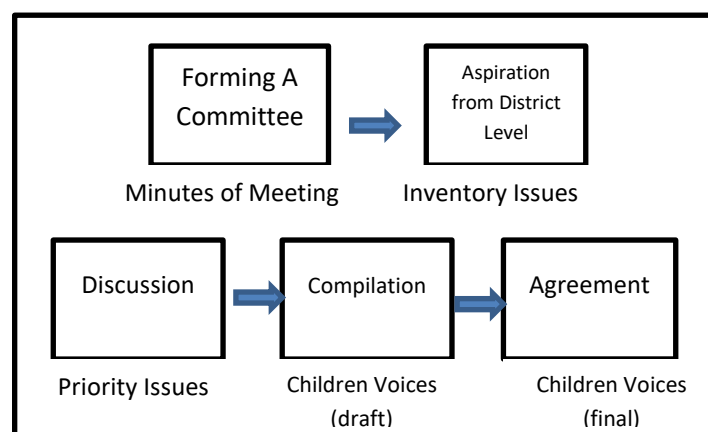 Forming A
Committee
Aspiration
from District
Level
Minutes of Meeting
Inventory Issues
Discussion
Compilation
Agreement
Priority Issues
Children Voices
(draft)
Children Voices
(final)